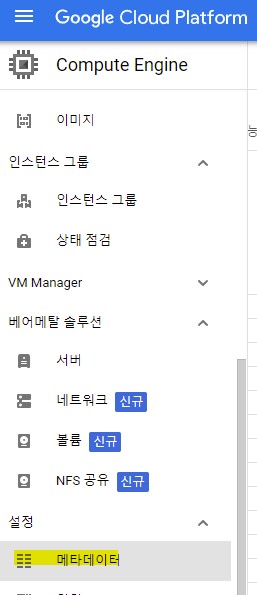 Google Cloud Platform
Compute Engine
이미지
인스턴스 그룹
인스턴스 그룹
상태 점검
VM Manager
베어메탈 솔루션
서버
네트워크 신규
볼륨 신규
NFS 공유 신규
설정
메타데이터